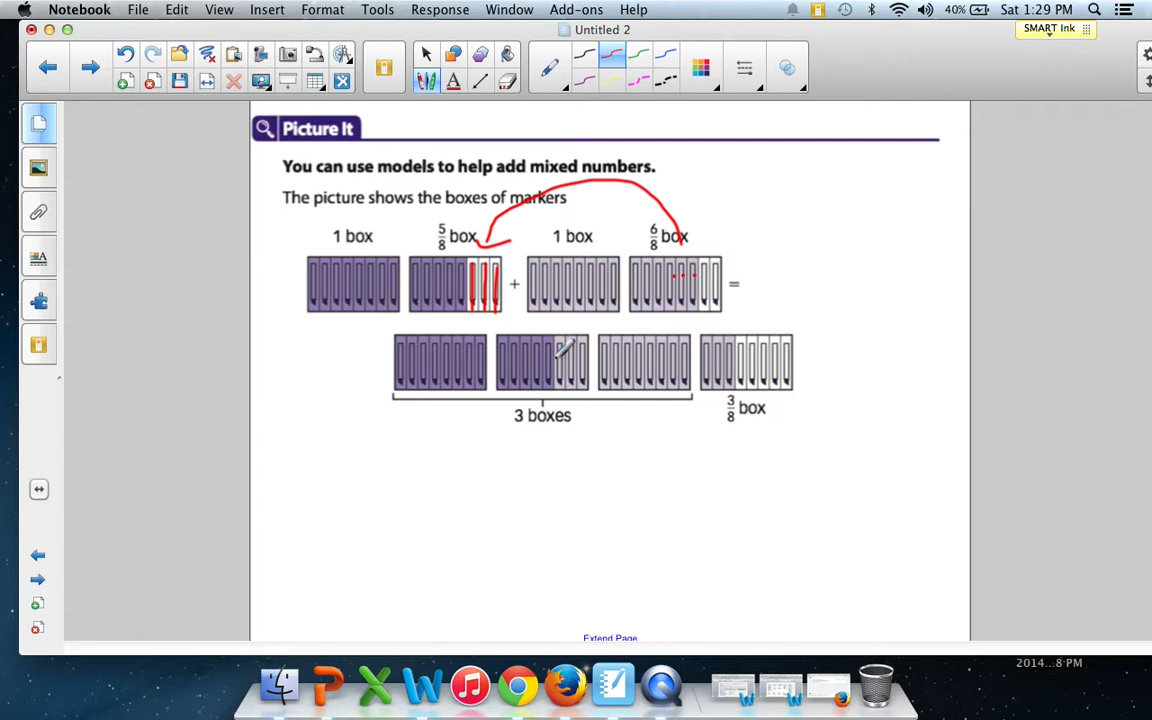 Notebook File Edit View Insert Format Tools Response Window Add-ons Help 40% Sat 1:29 PM
Untitled 2
SMART Ink
Picture It
You can use models to help add mixed numbers.
The picture shows the boxes of markers
1 box 5/8 box 1 box 6/8 box
+ =
3 boxes 3/8 box
Extend Page
2014...8 PM